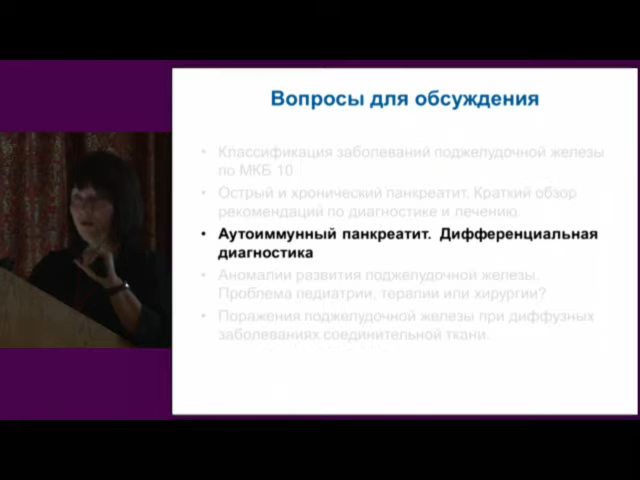 Вопросы для обсуждения
• Классификация заболеваний поджелудочной железы
по МКБ 10
• Острый и хронический панкреатит. Краткий обзор
рекомендаций по диагностике и лечению.
• Аутоиммунный панкреатит. Дифференциальная
диагностика
• Аномалии развития поджелудочной железы.
Проблема педиатрии, терапии или хирургии?
• Поражения поджелудочной железы при диффузных
заболеваниях соединительной ткани.